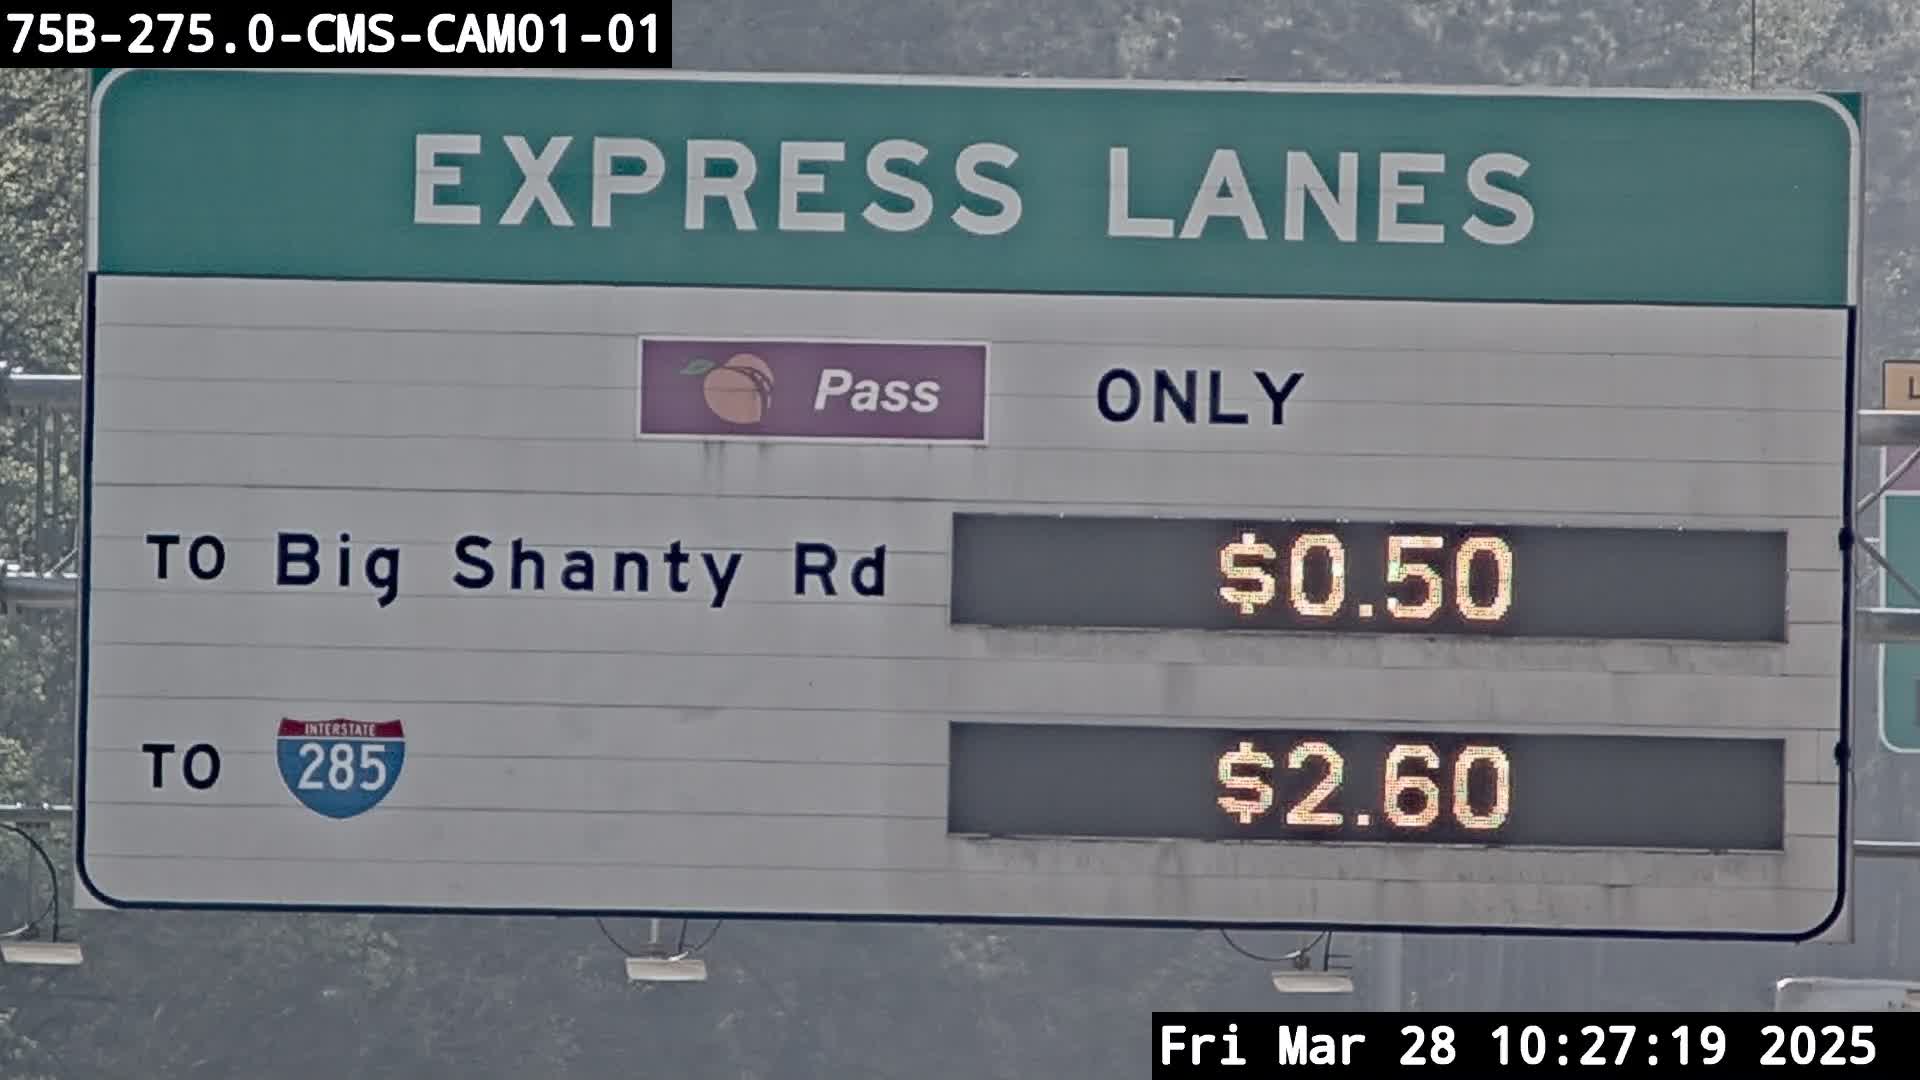 75B-275.0-CMS-CAM01-01
EXPRESS LANES
Pass ONLY
TO Big Shanty Rd $0.50
TO INTERSTATE 285 $2.60
Fri Mar 28 10:27:19 2025